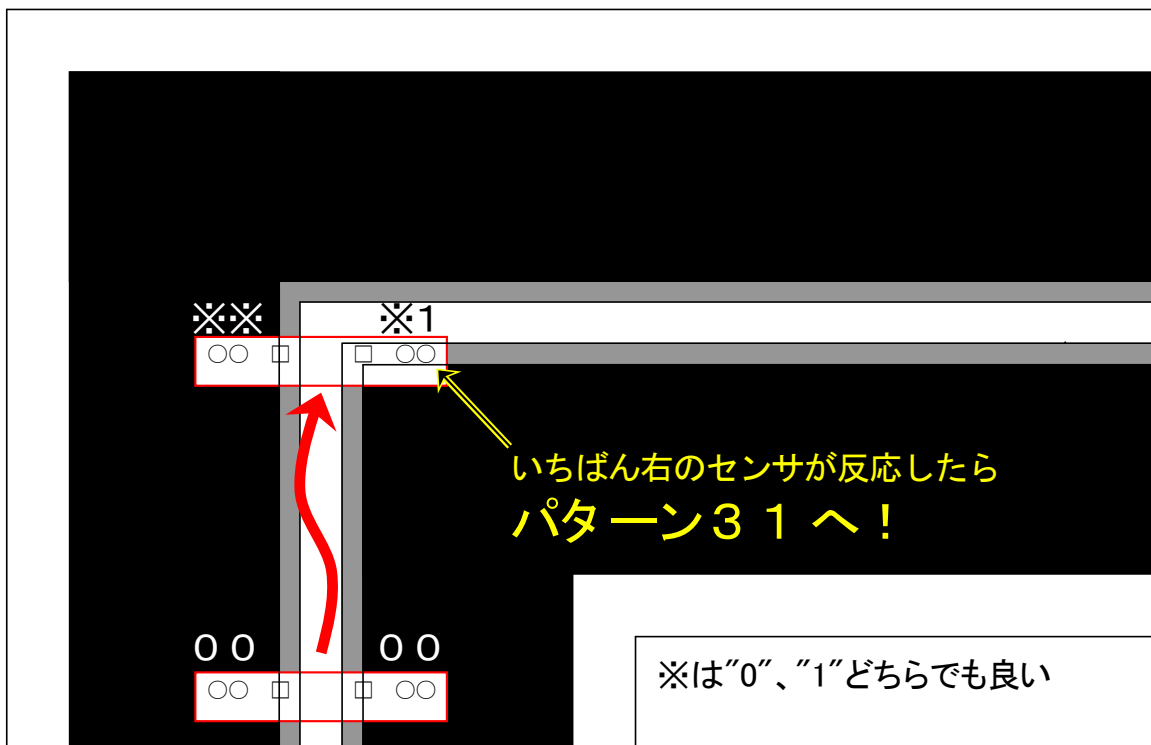 ※※ ※1
いちばん右のセンサが反応したら
パターン３１へ！
００ ００
※は"0"、"1"どちらでも良い